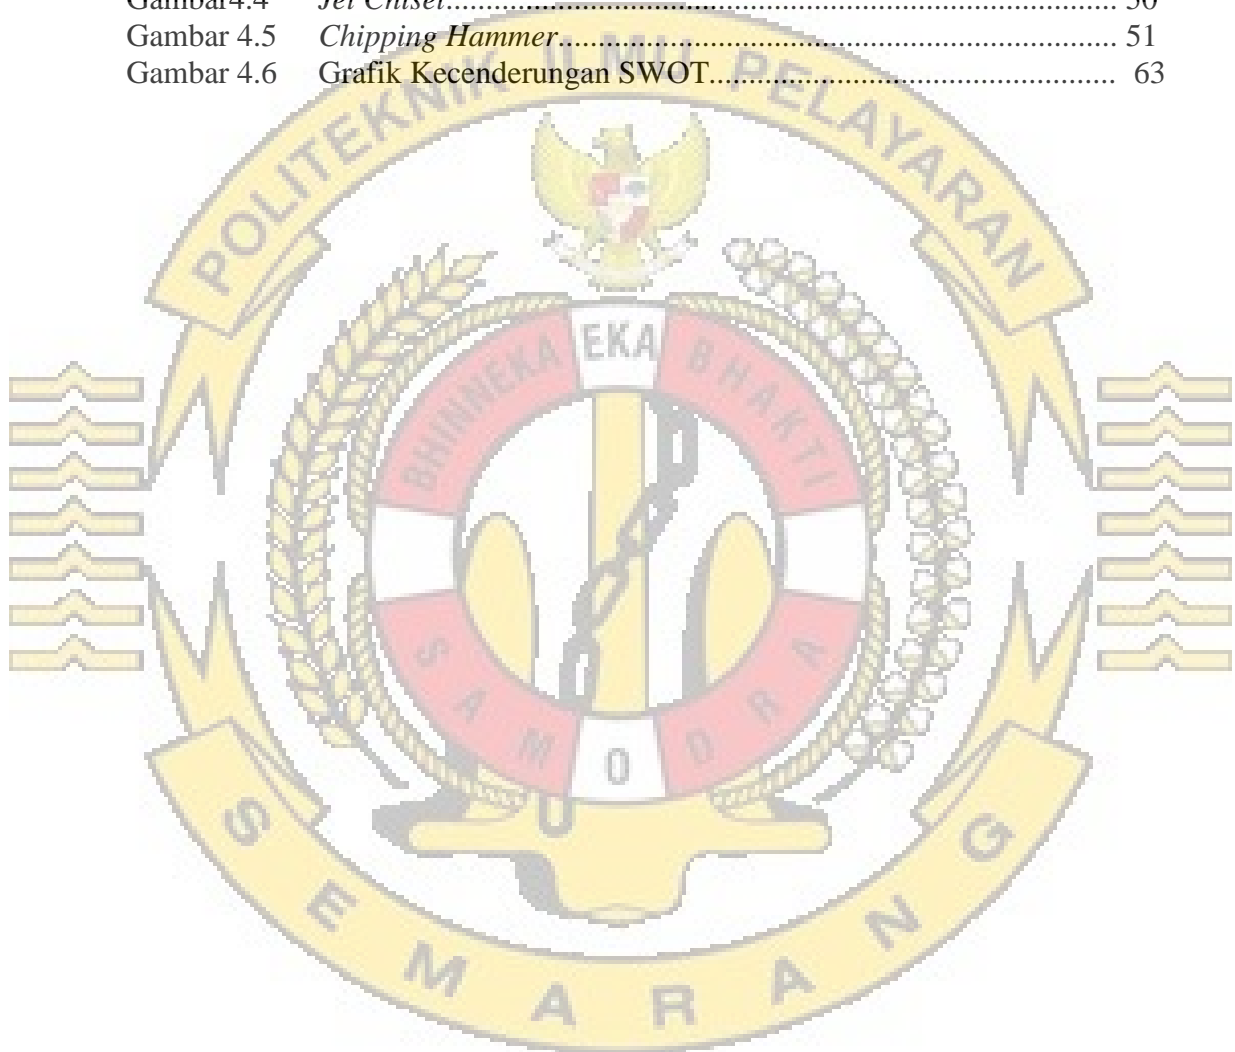 Gambar4.4 Jet Chisel.................................................................................... 50
Gambar 4.5 Chipping Hammer...................................................................... 51
Gambar 4.6 Grafik Kecenderungan SWOT................................................... 63
POLITEKNIK ILMU PELAYARAN
BHINNEKA EKA BHAKTI
SAMODRA
SEMARANG